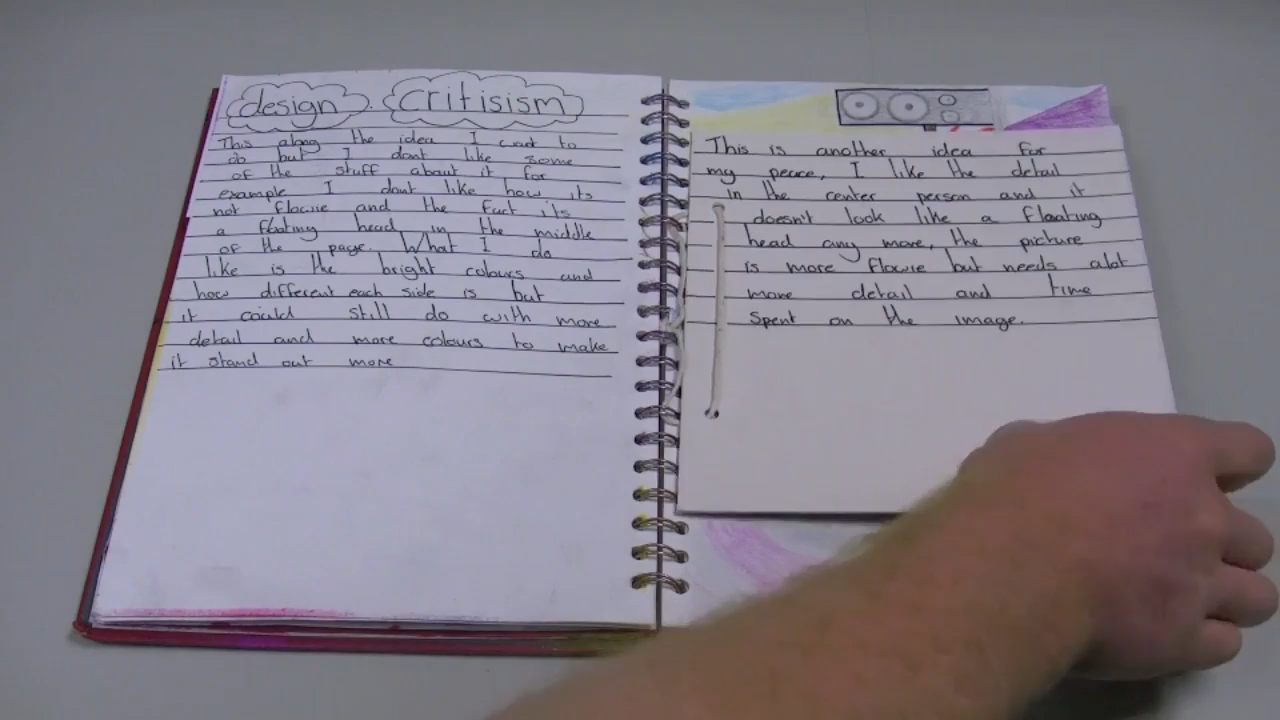 design critisism
This along the idea I want to
do but I dont like some
of the stuff about it for
example I dont like how its
not flowie and the fact its
a floating head in the middle
of the page. What I do
like is the bright colours and
how different each side is but
it could still do with more
detail and more colours to make
it stand out more
This is another idea for
my peace, I like the detail
in the center person and it
doesn't look like a floating
head any more, the picture
is more flowie but needs alot
more detail and time
spent on the image.